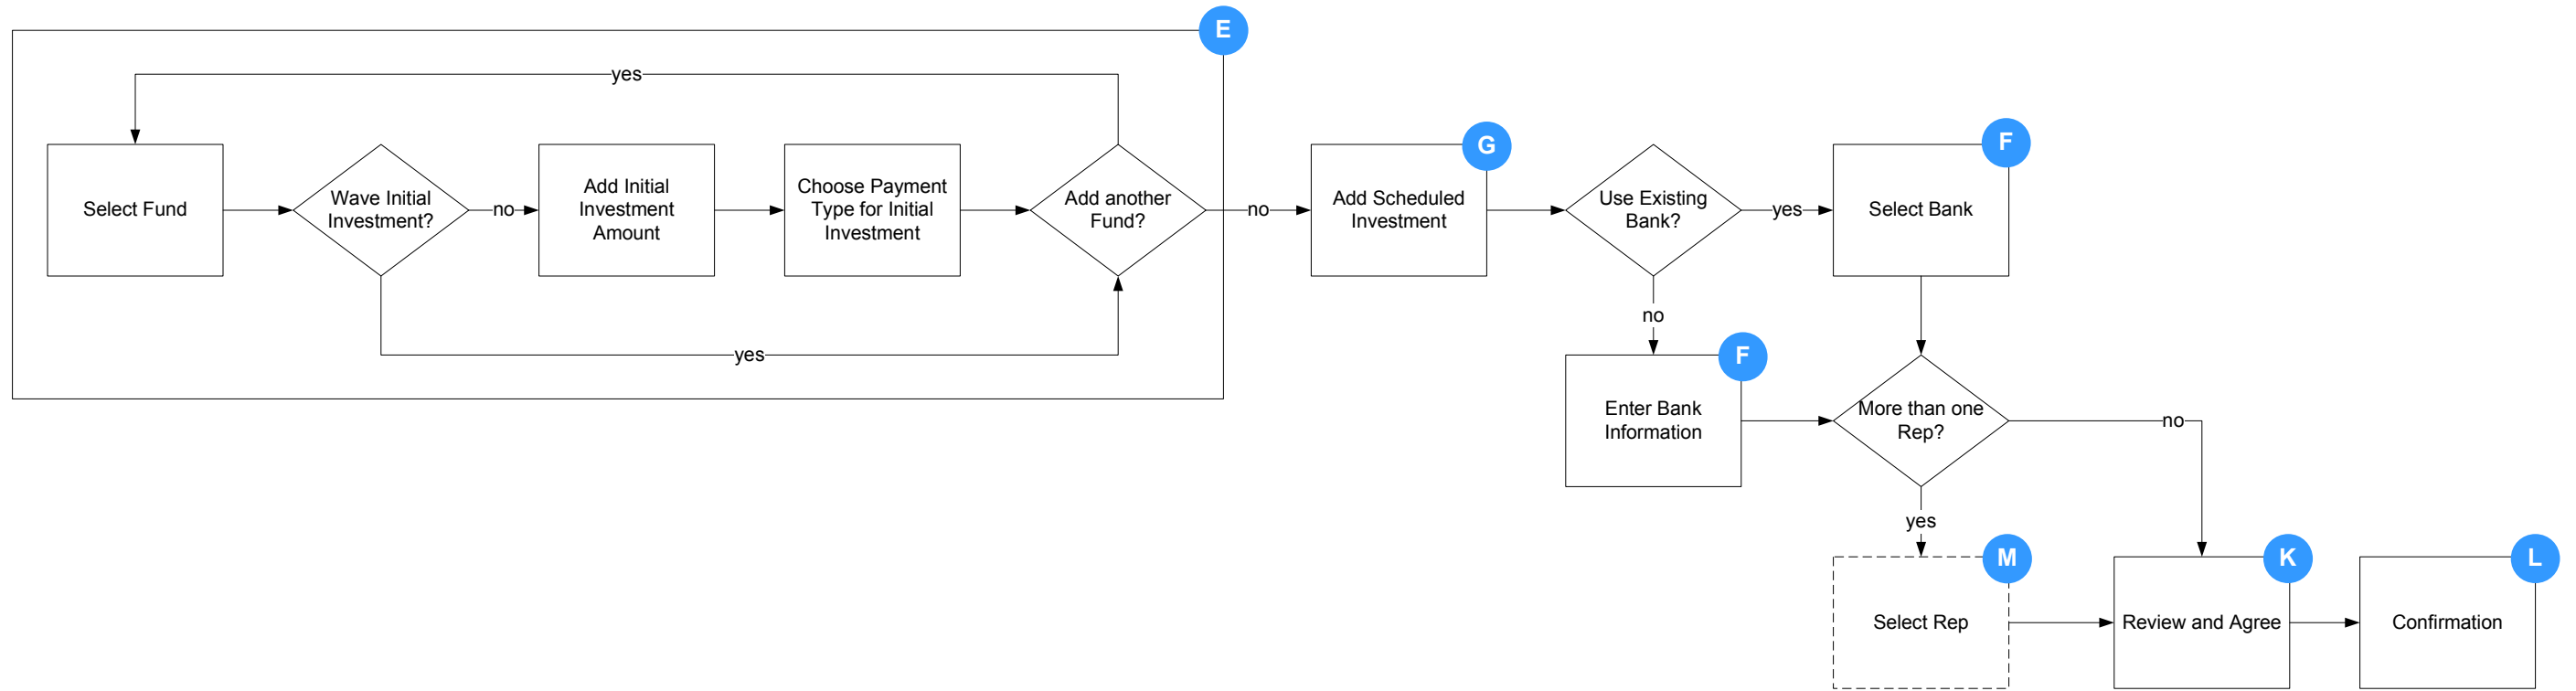 E
yes
Select Fund
Wave Initial
Investment?
no
Add Initial
Investment
Amount
Choose Payment
Type for Initial
Investment
Add another
Fund?
yes
no
G
Add Scheduled
Investment
Use Existing
Bank?
yes
F
Select Bank
no
F
Enter Bank
Information
More than one
Rep?
no
yes
M
Select Rep
K
Review and Agree
L
Confirmation